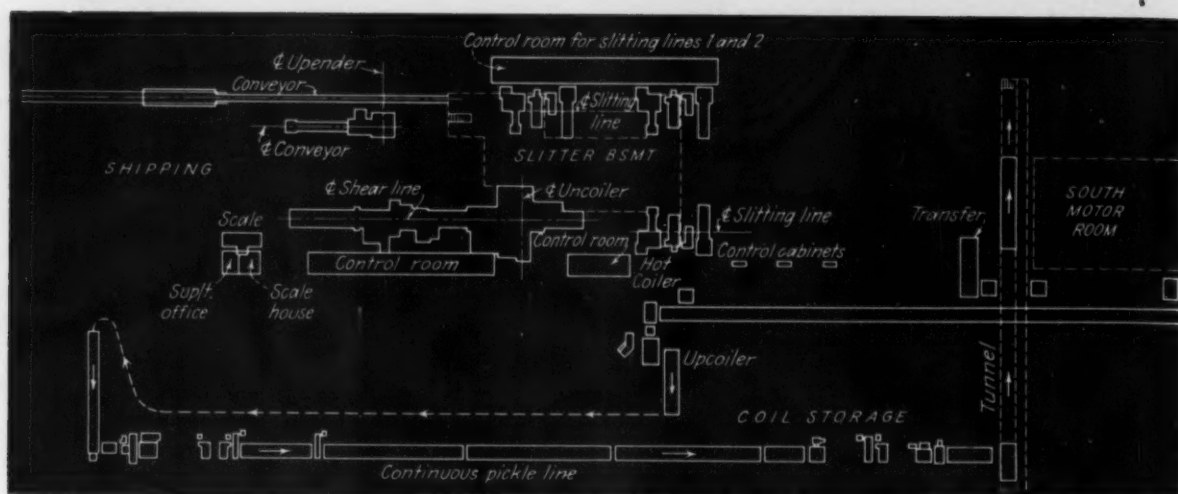 Control room for slitting lines 1 and 2
℄ Upender
Conveyor
℄ Slitting
line
℄ Conveyor
SLITTER BSMT
SHIPPING
℄ Shear line
℄ Uncoiler
SOUTH
MOTOR
ROOM
Scale
℄ Slitting line
Transfer
Control room
Control cabinets
Control room
Hot
Coiler
Sup/t.
office
Scale
house
Upcoiler
Tunnel
COIL STORAGE
Continuous pickle line